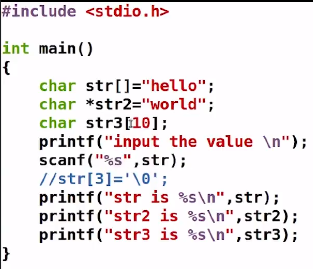 #include <stdio.h>
int main()
{
char str[]="hello";
char *str2="world";
char str3[10];
printf("input the value \n");
scanf("%s",str);
//str[3]='\0';
printf("str is %s\n",str);
printf("str2 is %s\n",str2);
printf("str3 is %s\n",str3);
}